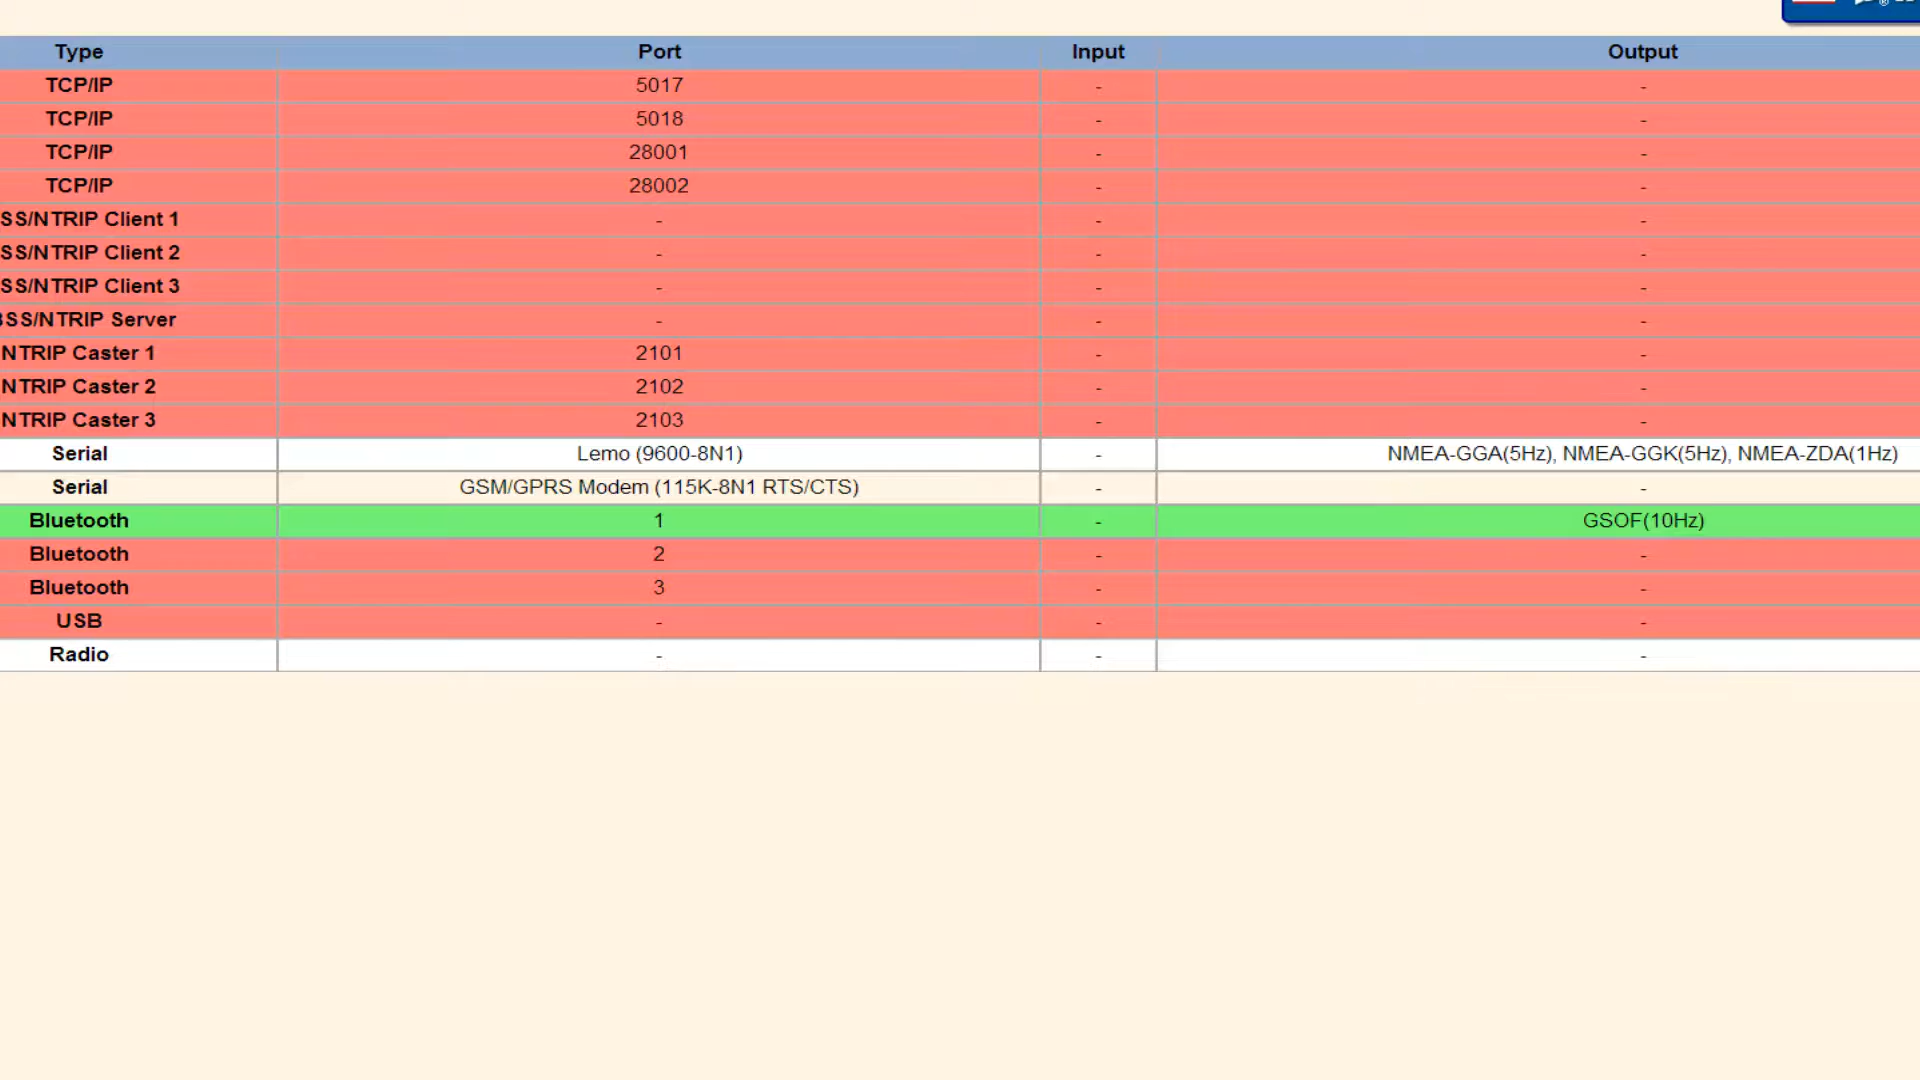 Type Port Input Output
TCP/IP 5017 - -
TCP/IP 5018 - -
TCP/IP 28001 - -
TCP/IP 28002 - -
SS/NTRIP Client 1 - - -
SS/NTRIP Client 2 - - -
SS/NTRIP Client 3 - - -
SS/NTRIP Server - - -
NTRIP Caster 1 2101 - -
NTRIP Caster 2 2102 - -
NTRIP Caster 3 2103 - -
Serial Lemo (9600-8N1) - NMEA-GGA(5Hz), NMEA-GGK(5Hz), NMEA-ZDA(1Hz)
Serial GSM/GPRS Modem (115K-8N1 RTS/CTS) - -
Bluetooth 1 - GSOF(10Hz)
Bluetooth 2 - -
Bluetooth 3 - -
USB - - -
Radio - - -